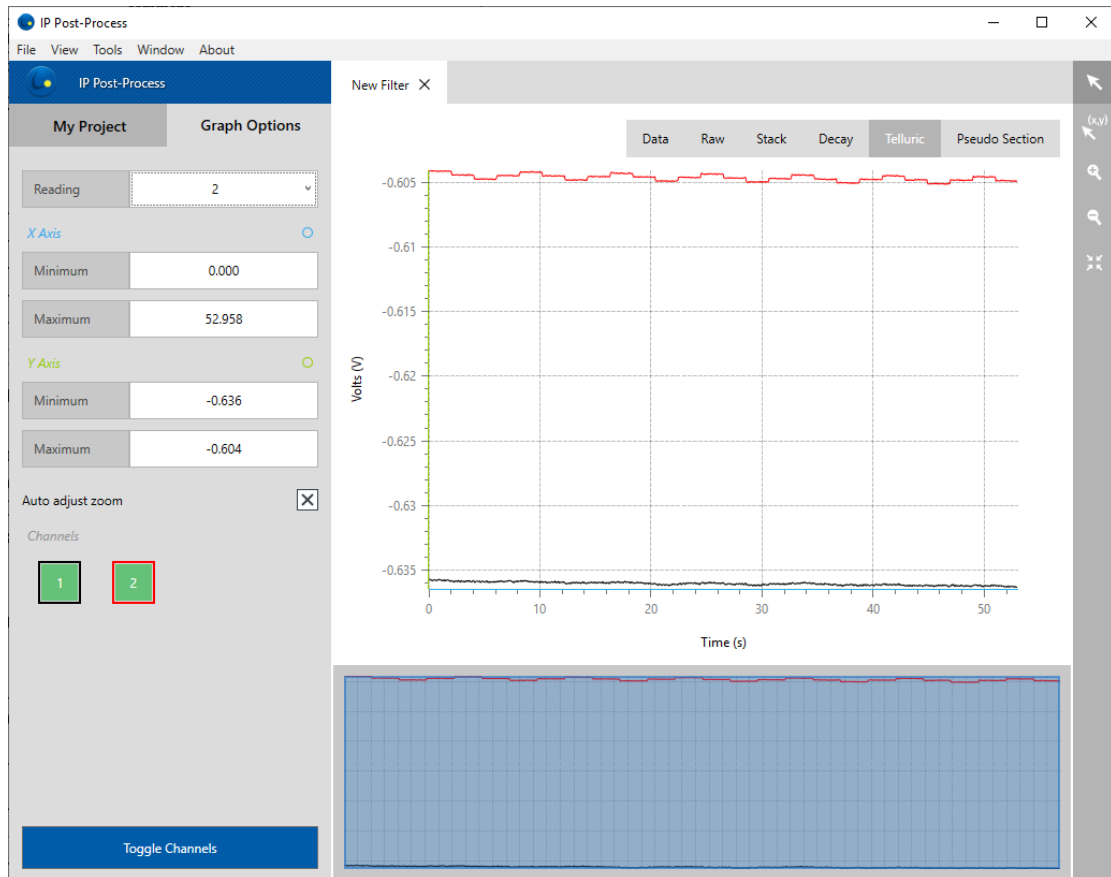 IP Post-Process
File View Tools Window About
IP Post-Process
My Project Graph Options
Reading 2
X Axis
Minimum 0.000
Maximum 52.958
Y Axis
Minimum -0.636
Maximum -0.604
Auto adjust zoom
Channels
1 2
Toggle Channels
New Filter
Data Raw Stack Decay Telluric Pseudo Section
Volts (V)
-0.605
-0.61
-0.615
-0.62
-0.625
-0.63
-0.635
0 10 20 30 40 50
Time (s)
(x,y)